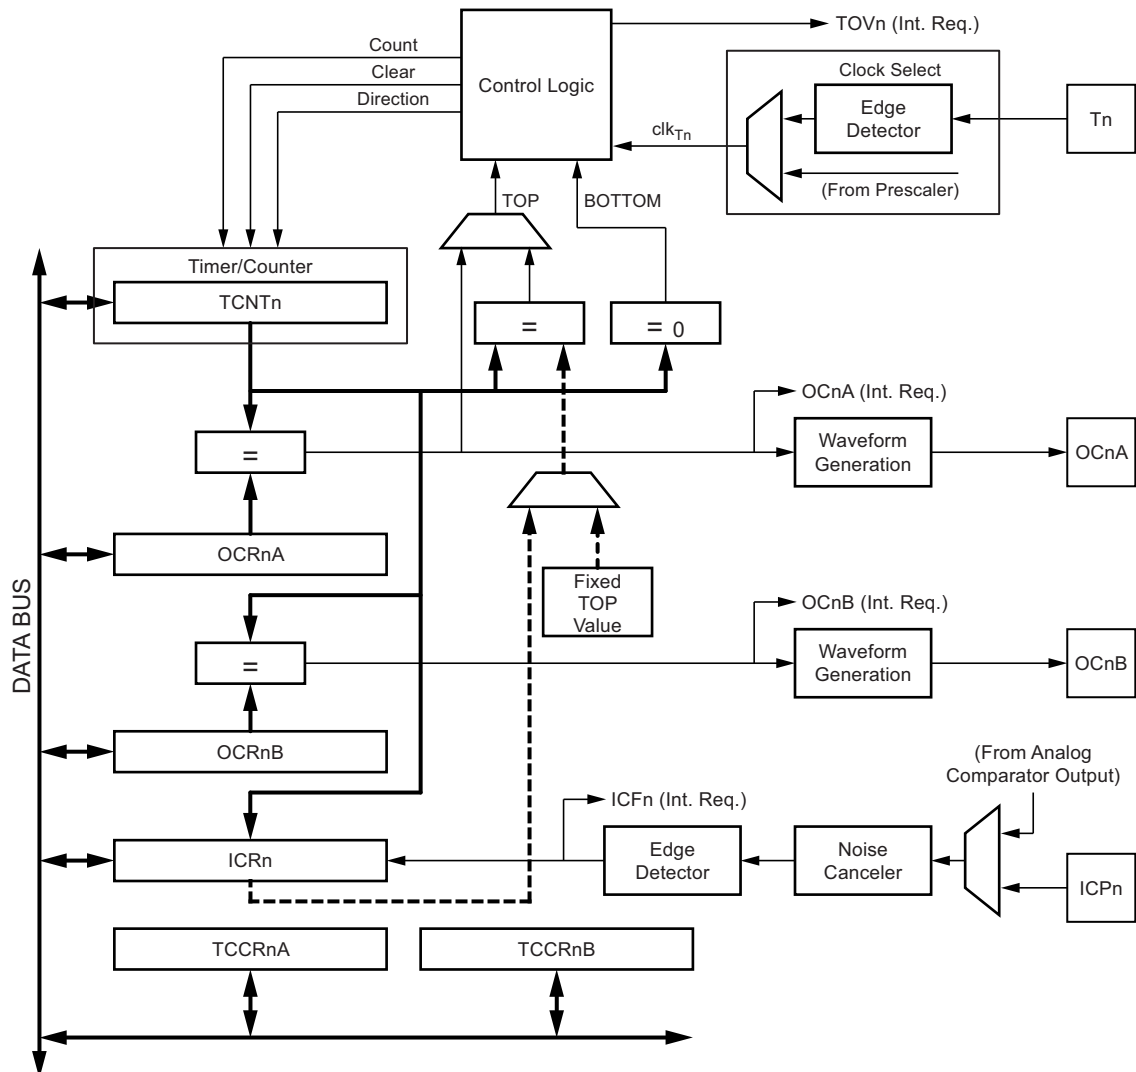 TOVn (Int. Req.)
Count
Clear
Direction
Control Logic
Clock Select
Edge
Detector
Tn
clkTn
(From Prescaler)
TOP
BOTTOM
Timer/Counter
TCNTn
=
= 0
OCnA (Int. Req.)
=
Waveform
Generation
OCnA
OCRnA
Fixed
TOP
Value
DATA BUS
OCnB (Int. Req.)
=
Waveform
Generation
OCnB
OCRnB
(From Analog
Comparator Output)
ICFn (Int. Req.)
ICRn
Edge
Detector
Noise
Canceler
ICPn
TCCRnA
TCCRnB